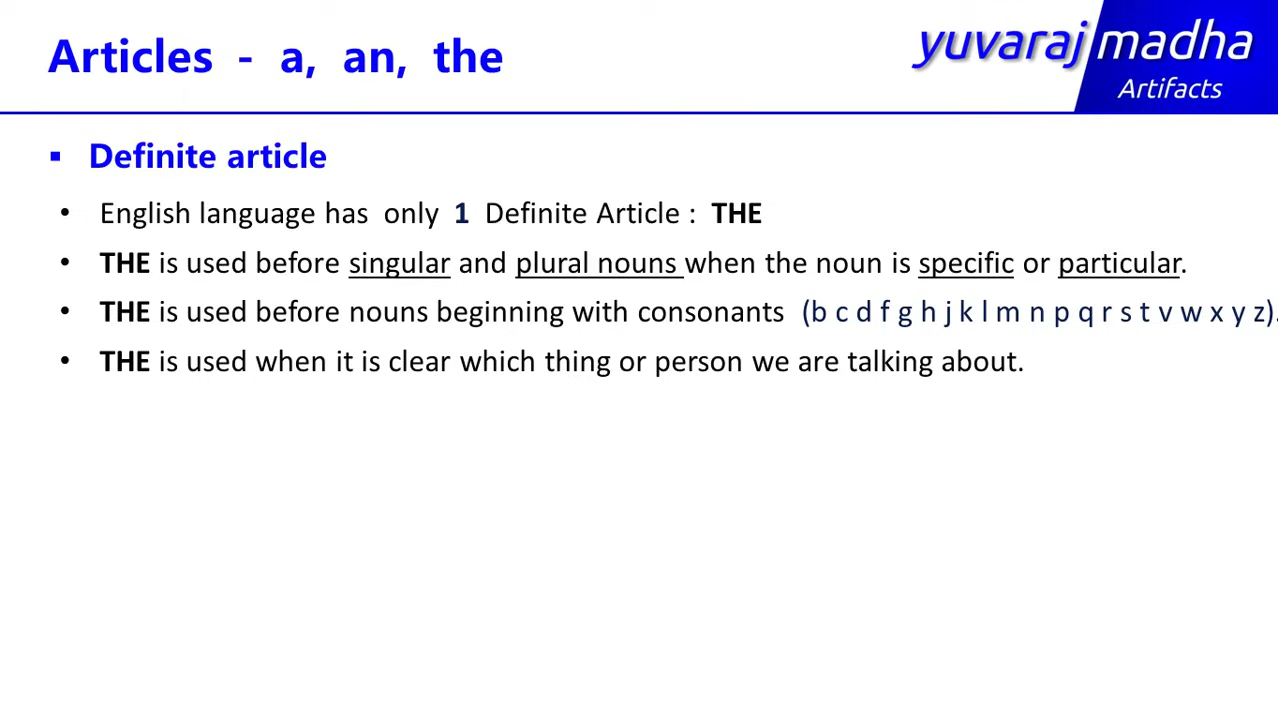 Articles - a, an, the
yuvaraj madha
Artifacts
▪ Definite article
• English language has only 1 Definite Article : THE
• THE is used before singular and plural nouns when the noun is specific or particular.
• THE is used before nouns beginning with consonants (b c d f g h j k l m n p q r s t v w x y z).
• THE is used when it is clear which thing or person we are talking about.